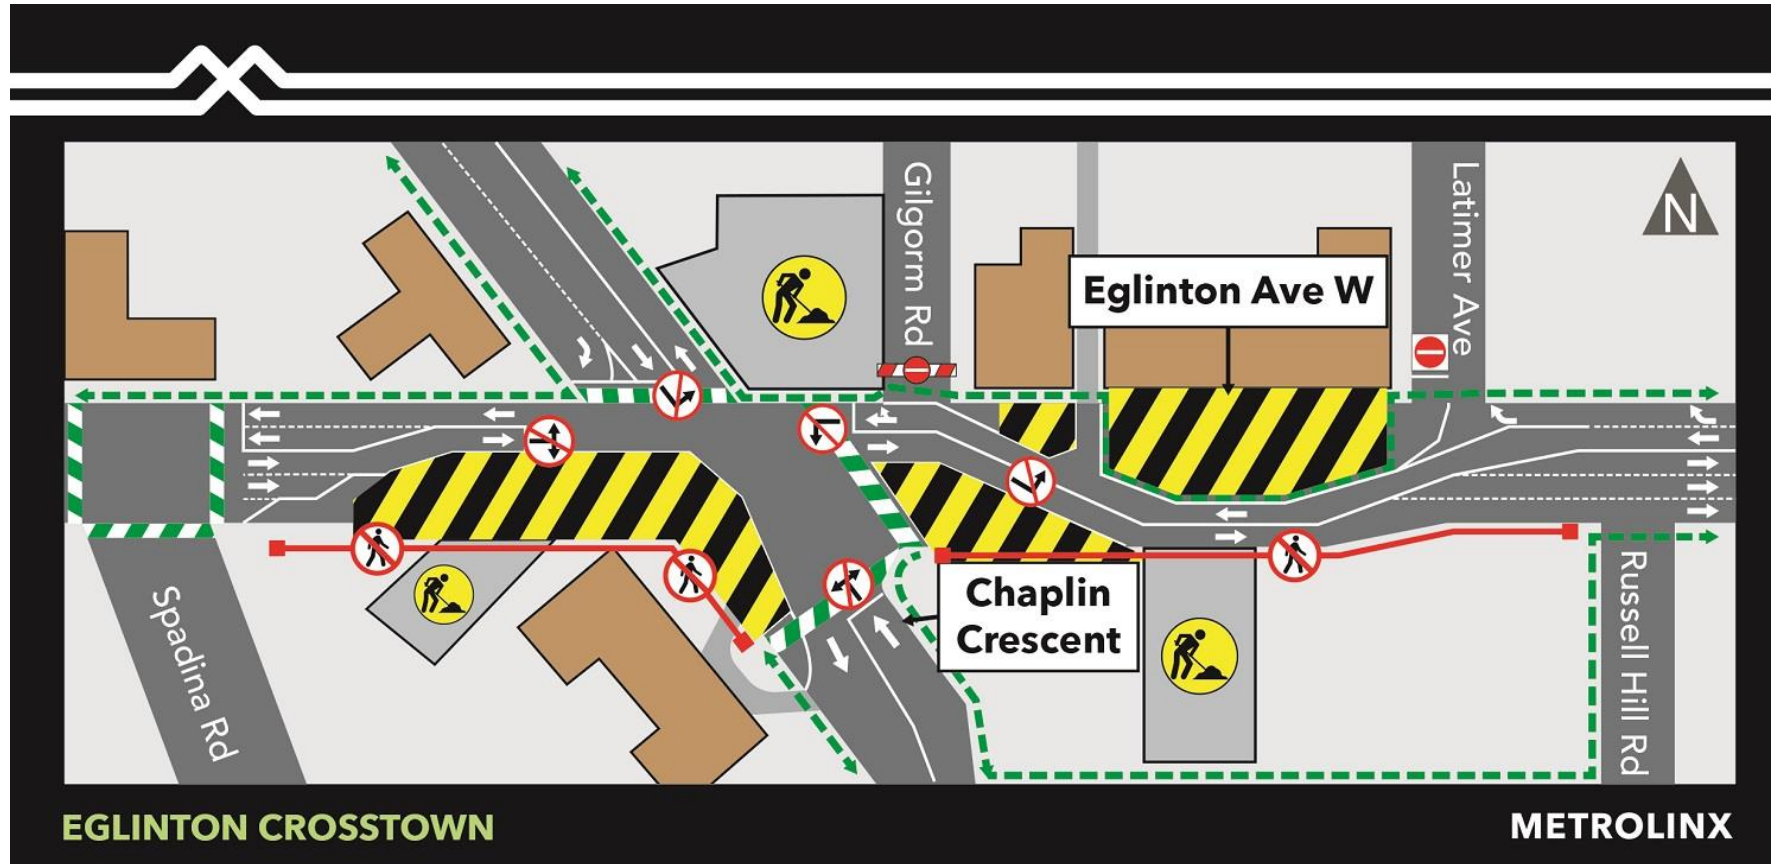 Gilgorm Rd
Latimer Ave
N
Eglinton Ave W
Chaplin
Crescent
Spadina Rd
Russell Hill Rd
EGLINTON CROSSTOWN
METROLINX